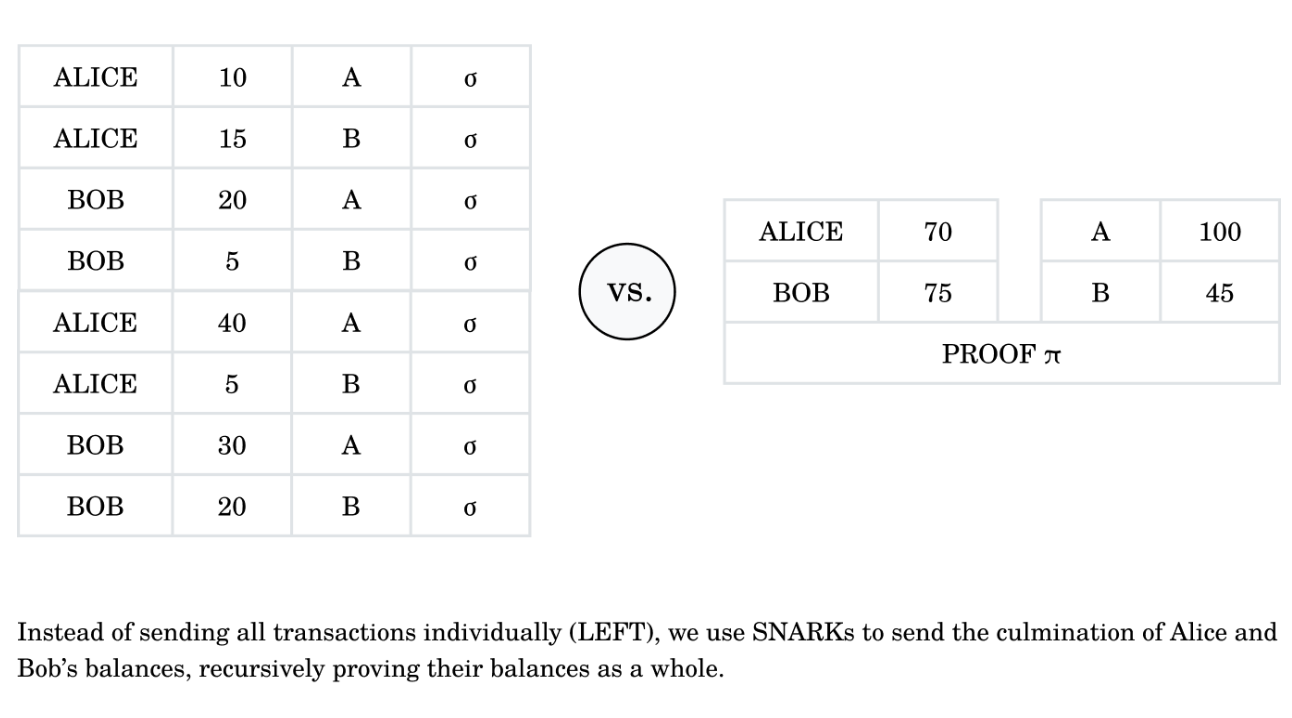 ALICE 10 A σ
ALICE 15 B σ
BOB 20 A σ
BOB 5 B σ
ALICE 40 A σ
ALICE 5 B σ
BOB 30 A σ
BOB 20 B σ
VS.
ALICE 70 A 100
BOB 75 B 45
PROOF π
Instead of sending all transactions individually (LEFT), we use SNARKs to send the culmination of Alice and
Bob’s balances, recursively proving their balances as a whole.